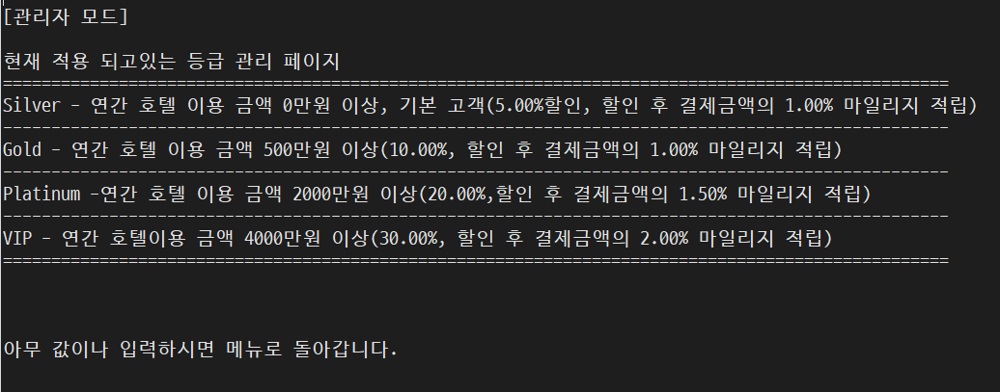 [관리자 모드]
현재 적용 되고있는 등급 관리 페이지
==================================================================================================
Silver - 연간 호텔 이용 금액 0만원 이상, 기본 고객(5.00%할인, 할인 후 결제금액의 1.00% 마일리지 적립)
--------------------------------------------------------------------------------------------------
Gold - 연간 호텔 이용 금액 500만원 이상(10.00%, 할인 후 결제금액의 1.00% 마일리지 적립)
--------------------------------------------------------------------------------------------------
Platinum -연간 호텔 이용 금액 2000만원 이상(20.00%,할인 후 결제금액의 1.50% 마일리지 적립)
--------------------------------------------------------------------------------------------------
VIP - 연간 호텔이용 금액 4000만원 이상(30.00%, 할인 후 결제금액의 2.00% 마일리지 적립)
==================================================================================================
아무 값이나 입력하시면 메뉴로 돌아갑니다.